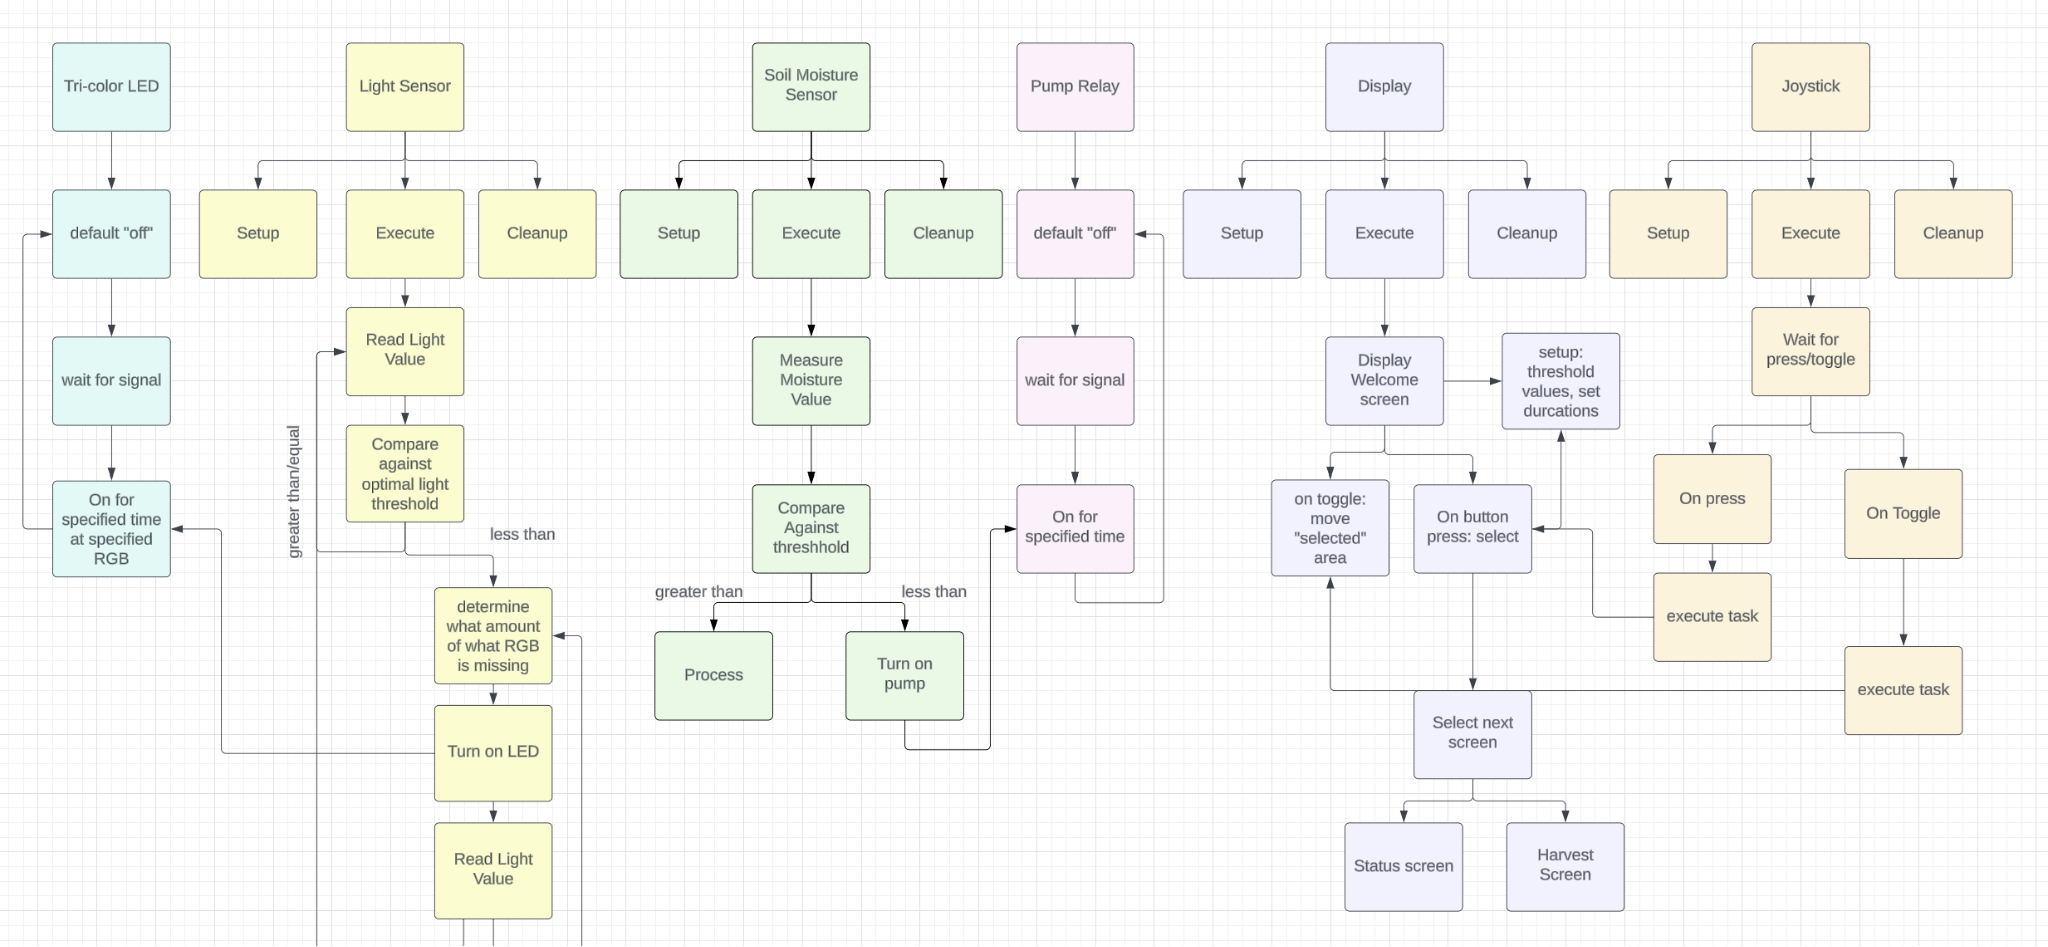 Tri-color LED
default "off"
wait for signal
On for
specified time
at specified
RGB
Light Sensor
Setup
Execute
Cleanup
Read Light
Value
Compare
against
optimal light
threshold
greater than/equal
less than
determine
what amount
of what RGB
is missing
Turn on LED
Read Light
Value
Soil Moisture
Sensor
Setup
Execute
Cleanup
Measure
Moisture
Value
Compare
Against
threshhold
greater than
less than
Process
Turn on
pump
Pump Relay
default "off"
wait for signal
On for
specified time
Display
Setup
Execute
Cleanup
Display
Welcome
screen
setup:
threshold
values, set
durcations
on toggle:
move
"selected"
area
On button
press: select
Select next
screen
Status screen
Harvest
Screen
Joystick
Setup
Execute
Cleanup
Wait for
press/toggle
On press
On Toggle
execute task
execute task